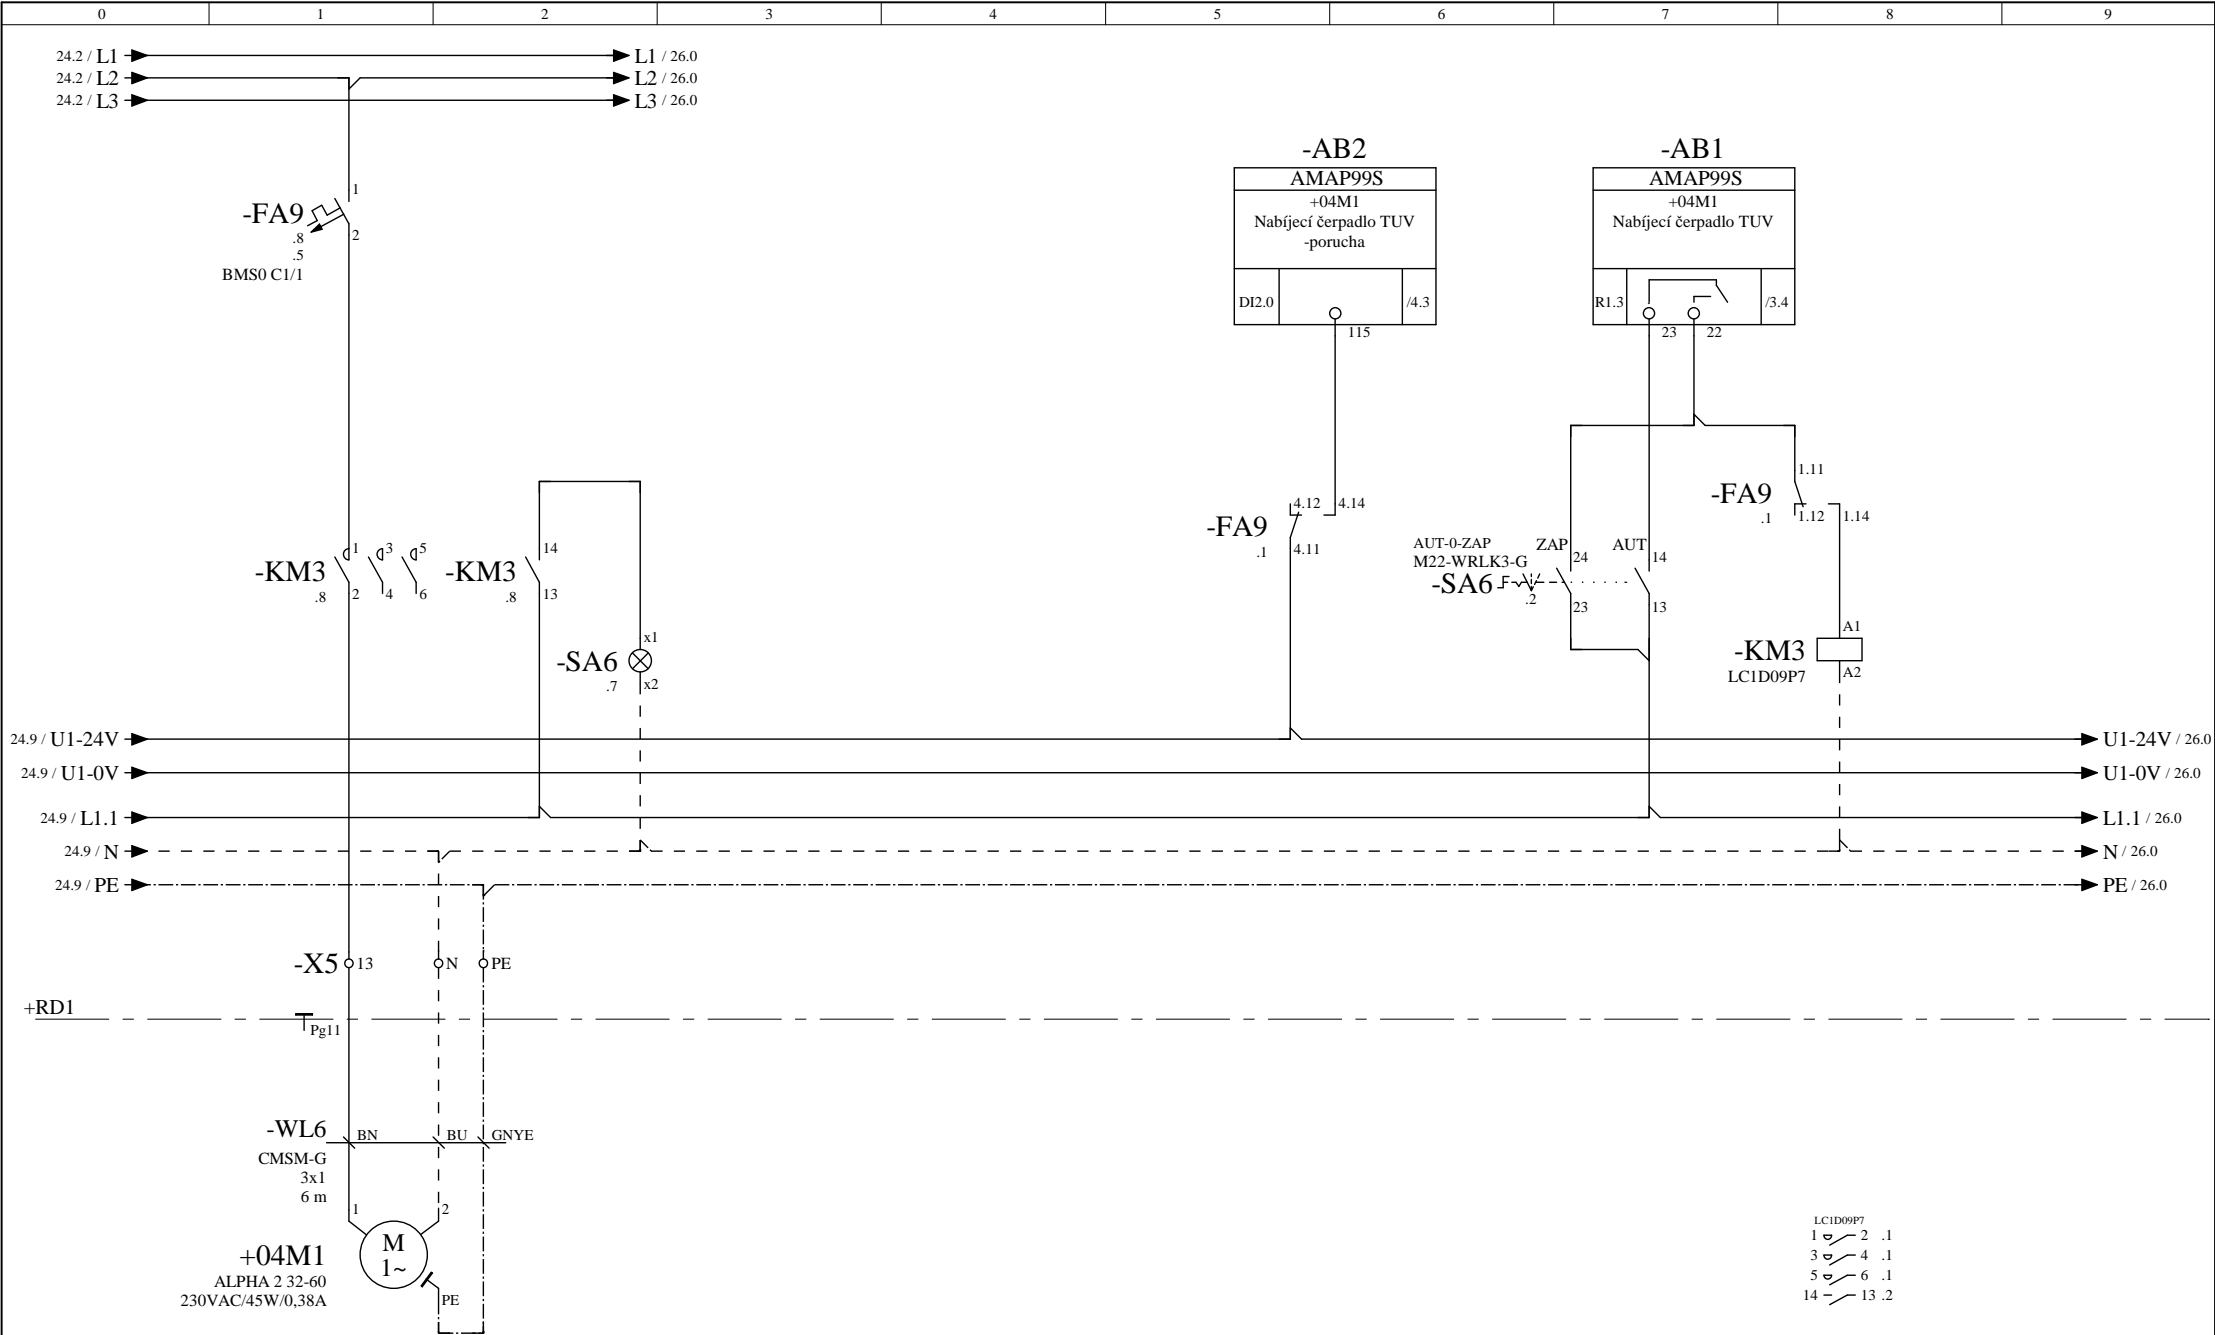 0 1 2 3 4 5 6 7 8 9
24.2 / L1 L1 / 26.0
24.2 / L2 L2 / 26.0
24.2 / L3 L3 / 26.0
-AB2
AMAP99S
+04M1
Nabíjecí čerpadlo TUV
-porucha
DI2.0 /4.3
115
-AB1
AMAP99S
+04M1
Nabíjecí čerpadlo TUV
R1.3 /3.4
23 22
1
-FA9
.8
2
.5
BMS0 C1/1
1 3 5
-KM3
.8
2 4 6
14
-KM3
.8
13
x1
-SA6
.7
x2
4.12 4.14
-FA9
.1
4.11
AUT-0-ZAP
M22-WRLK3-G
-SA6
.2
ZAP
24
23
AUT
14
13
1.11
-FA9
.1
1.12 1.14
A1
-KM3
LC1D09P7
A2
24.9 / U1-24V U1-24V / 26.0
24.9 / U1-0V U1-0V / 26.0
24.9 / L1.1 L1.1 / 26.0
24.9 / N N / 26.0
24.9 / PE PE / 26.0
-X5 13 N PE
+RD1
Pg11
-WL6 BN BU GNYE
CMSM-G
3x1
6 m
1 2
+04M1
M
1~
ALPHA 2 32-60
230VAC/45W/0,38A
PE
LC1D09P7
1 2 .1
3 4 .1
5 6 .1
14 13 .2